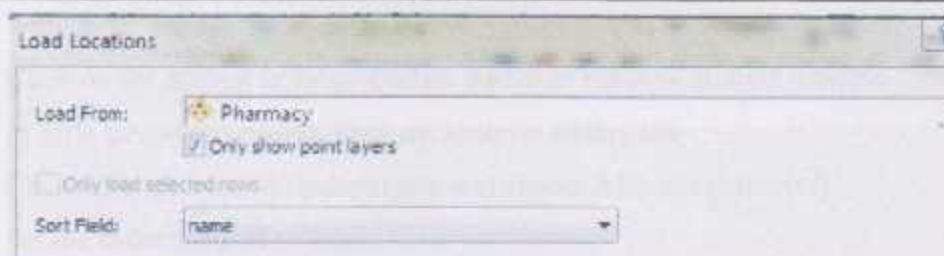 Load Locations
Load From: Pharmacy
Only show point layers
Only load selected rows
Sort Field: name